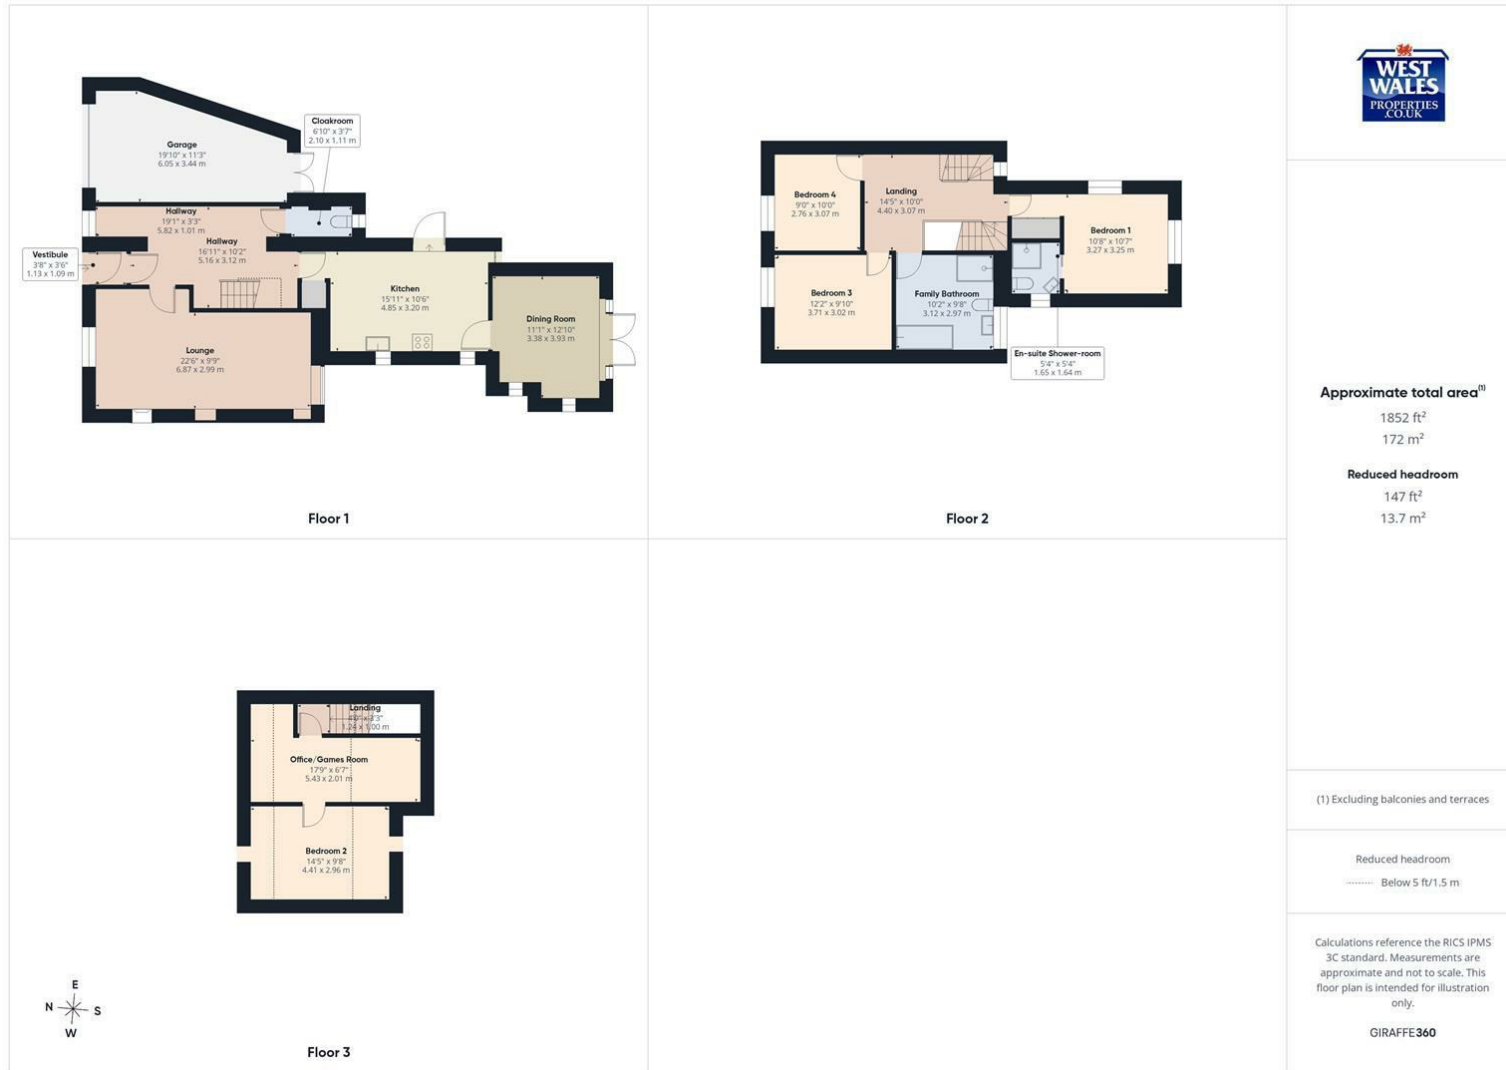 Garage
19'10" x 11'3"
6.05 x 3.44 m
Cloakroom
6'10" x 3'7"
2.10 x 1.11 m
Hallway
19'1" x 3'3"
5.82 x 1.01 m
Hallway
16'11" x 10'2"
5.16 x 3.12 m
Vestibule
3'8" x 3'6"
1.13 x 1.09 m
Kitchen
15'11" x 10'6"
4.85 x 3.20 m
Dining Room
11'1" x 12'10"
3.38 x 3.93 m
Lounge
22'6" x 9'9"
6.87 x 2.99 m
Floor 1
Bedroom 4
9'0" x 10'0"
2.76 x 3.07 m
Landing
14'5" x 10'0"
4.40 x 3.07 m
Bedroom 1
10'8" x 10'7"
3.27 x 3.25 m
Bedroom 3
12'2" x 9'10"
3.71 x 3.02 m
Family Bathroom
10'2" x 9'8"
3.12 x 2.97 m
En-suite Shower-room
5'4" x 5'4"
1.65 x 1.64 m
Floor 2
Landing
x 3'3"
1.24 x 1.00 m
Office/Games Room
17'9" x 6'7"
5.43 x 2.01 m
Bedroom 2
14'5" x 9'8"
4.41 x 2.96 m
E
N
S
W
Floor 3
WEST
WALES
PROPERTIES
.CO.UK
Approximate total area(1)
1852 ft²
172 m²
Reduced headroom
147 ft²
13.7 m²
(1) Excluding balconies and terraces
Reduced headroom
Below 5 ft/1.5 m
Calculations reference the RICS IPMS
3C standard. Measurements are
approximate and not to scale. This
floor plan is intended for illustration
only.
GIRAFFE360